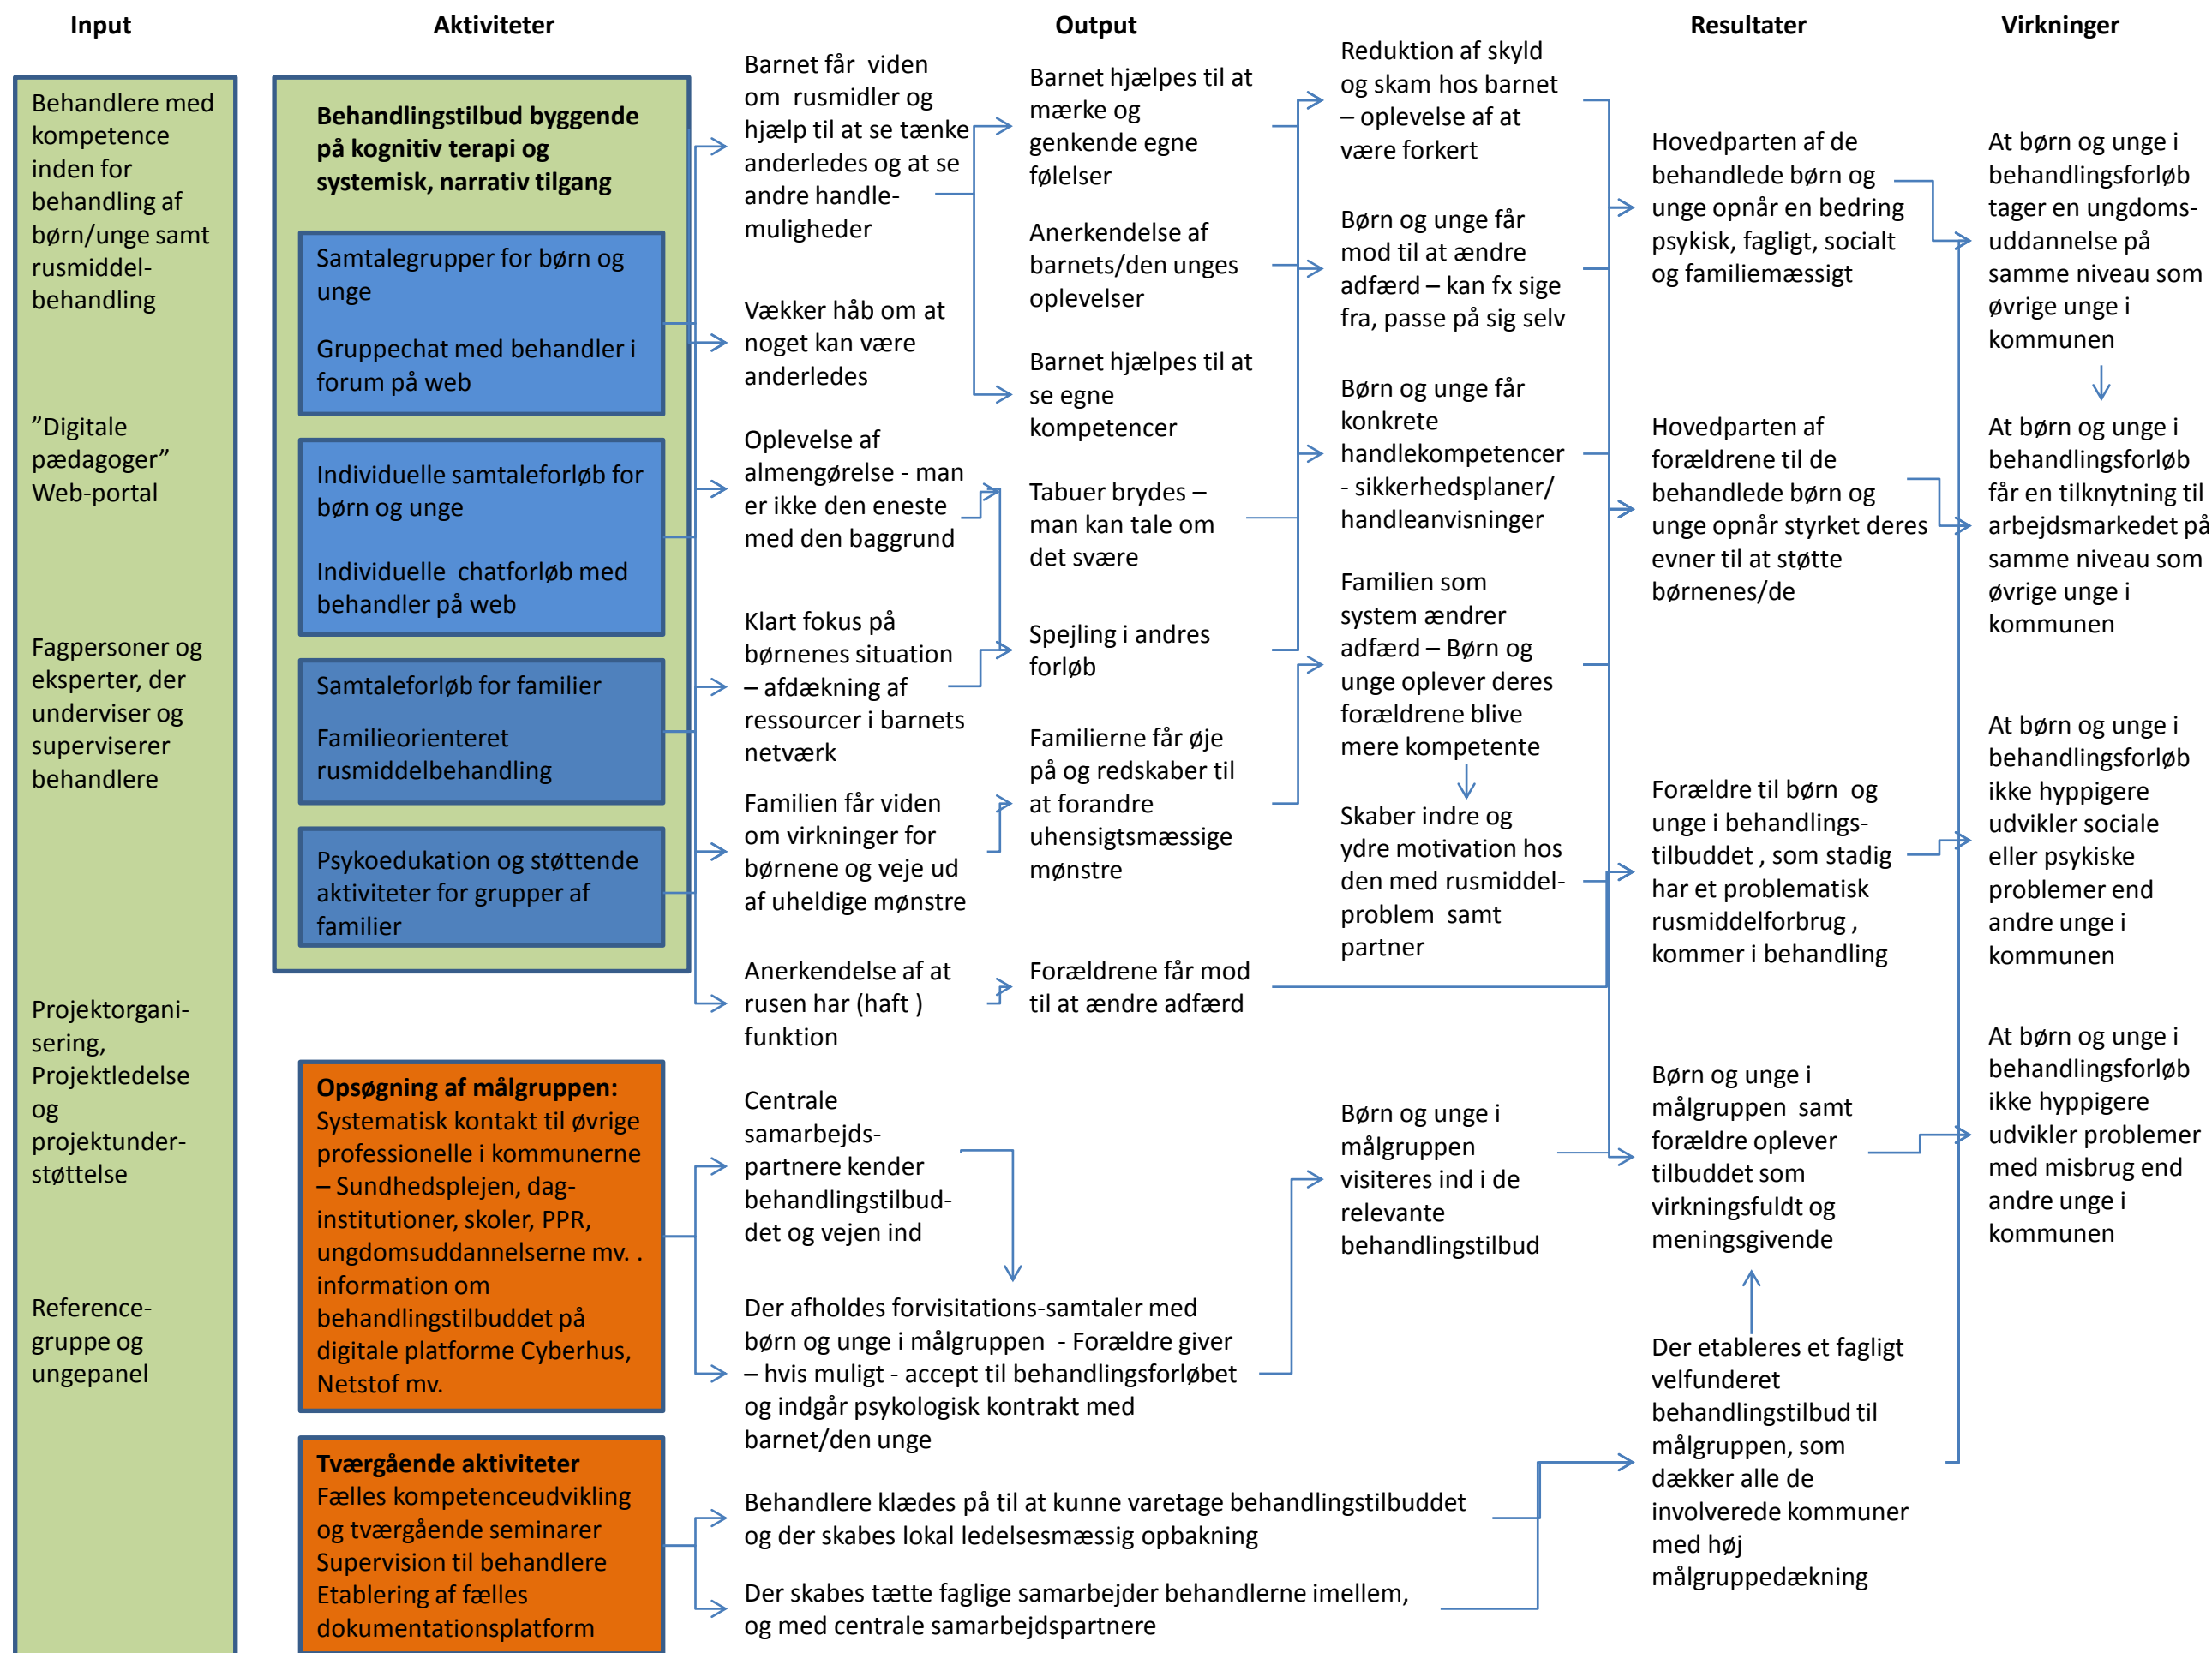 Input
Aktiviteter
Output
Resultater
Virkninger
Behandlere med
kompetence
inden for
behandling af
børn/unge samt
rusmiddel-
behandling
”Digitale
pædagoger”
Web-portal
Fagpersoner og
eksperter, der
underviser og
superviserer
behandlere
Projektorgani-
sering,
Projektledelse
og
projektunder-
støttelse
Reference-
gruppe og
ungepanel
Behandlingstilbud byggende
på kognitiv terapi og
systemisk, narrativ tilgang
Samtalegrupper for børn og
unge
Gruppechat med behandler i
forum på web
Individuelle samtaleforløb for
børn og unge
Individuelle chatforløb med
behandler på web
Samtaleforløb for familier
Familieorienteret
rusmiddelbehandling
Psykoedukation og støttende
aktiviteter for grupper af
familier
Opsøgning af målgruppen:
Systematisk kontakt til øvrige
professionelle i kommunerne
– Sundhedsplejen, dag-
institutioner, skoler, PPR,
ungdomsuddannelserne mv. .
information om
behandlingstilbuddet på
digitale platforme Cyberhus,
Netstof mv.
Tværgående aktiviteter
Fælles kompetenceudvikling
og tværgående seminarer
Supervision til behandlere
Etablering af fælles
dokumentationsplatform
Barnet får viden
om rusmidler og
hjælp til at se tænke
anderledes og at se
andre handle-
muligheder
Vækker håb om at
noget kan være
anderledes
Oplevelse af
almengørelse - man
er ikke den eneste
med den baggrund
Klart fokus på
børnenes situation
– afdækning af
ressourcer i barnets
netværk
Familien får viden
om virkninger for
børnene og veje ud
af uheldige mønstre
Anerkendelse af at
rusen har (haft )
funktion
Centrale
samarbejds-
partnere kender
behandlingstilbud-
det og vejen ind
Der afholdes forvisitations-samtaler med
børn og unge i målgruppen - Forældre giver
– hvis muligt - accept til behandlingsforløbet
og indgår psykologisk kontrakt med
barnet/den unge
Behandlere klædes på til at kunne varetage behandlingstilbuddet
og der skabes lokal ledelsesmæssig opbakning
Der skabes tætte faglige samarbejder behandlerne imellem,
og med centrale samarbejdspartnere
Barnet hjælpes til at
mærke og
genkende egne
følelser
Anerkendelse af
barnets/den unges
oplevelser
Barnet hjælpes til at
se egne
kompetencer
Tabuer brydes –
man kan tale om
det svære
Spejling i andres
forløb
Familierne får øje
på og redskaber til
at forandre
uhensigtsmæssige
mønstre
Forældrene får mod
til at ændre adfærd
Reduktion af skyld
og skam hos barnet
– oplevelse af at
være forkert
Børn og unge får
mod til at ændre
adfærd – kan fx sige
fra, passe på sig selv
Børn og unge får
konkrete
handlekompetencer
- sikkerhedsplaner/
handleanvisninger
Familien som
system ændrer
adfærd – Børn og
unge oplever deres
forældrene blive
mere kompetente
Skaber indre og
ydre motivation hos
den med rusmiddel-
problem samt
partner
Børn og unge i
målgruppen
visiteres ind i de
relevante
behandlingstilbud
Hovedparten af de
behandlede børn og
unge opnår en bedring
psykisk, fagligt, socialt
og familiemæssigt
Hovedparten af
forældrene til de
behandlede børn og
unge opnår styrket deres
evner til at støtte
børnenes/de
Forældre til børn og
unge i behandlings-
tilbuddet , som stadig
har et problematisk
rusmiddelforbrug ,
kommer i behandling
Børn og unge i
målgruppen samt
forældre oplever
tilbuddet som
virkningsfuldt og
meningsgivende
Der etableres et fagligt
velfunderet
behandlingstilbud til
målgruppen, som
dækker alle de
involverede kommuner
med høj
målgruppedækning
At børn og unge i
behandlingsforløb
tager en ungdoms-
uddannelse på
samme niveau som
øvrige unge i
kommunen
At børn og unge i
behandlingsforløb
får en tilknytning til
arbejdsmarkedet på
samme niveau som
øvrige unge i
kommunen
At børn og unge i
behandlingsforløb
ikke hyppigere
udvikler sociale
eller psykiske
problemer end
andre unge i
kommunen
At børn og unge i
behandlingsforløb
ikke hyppigere
udvikler problemer
med misbrug end
andre unge i
kommunen